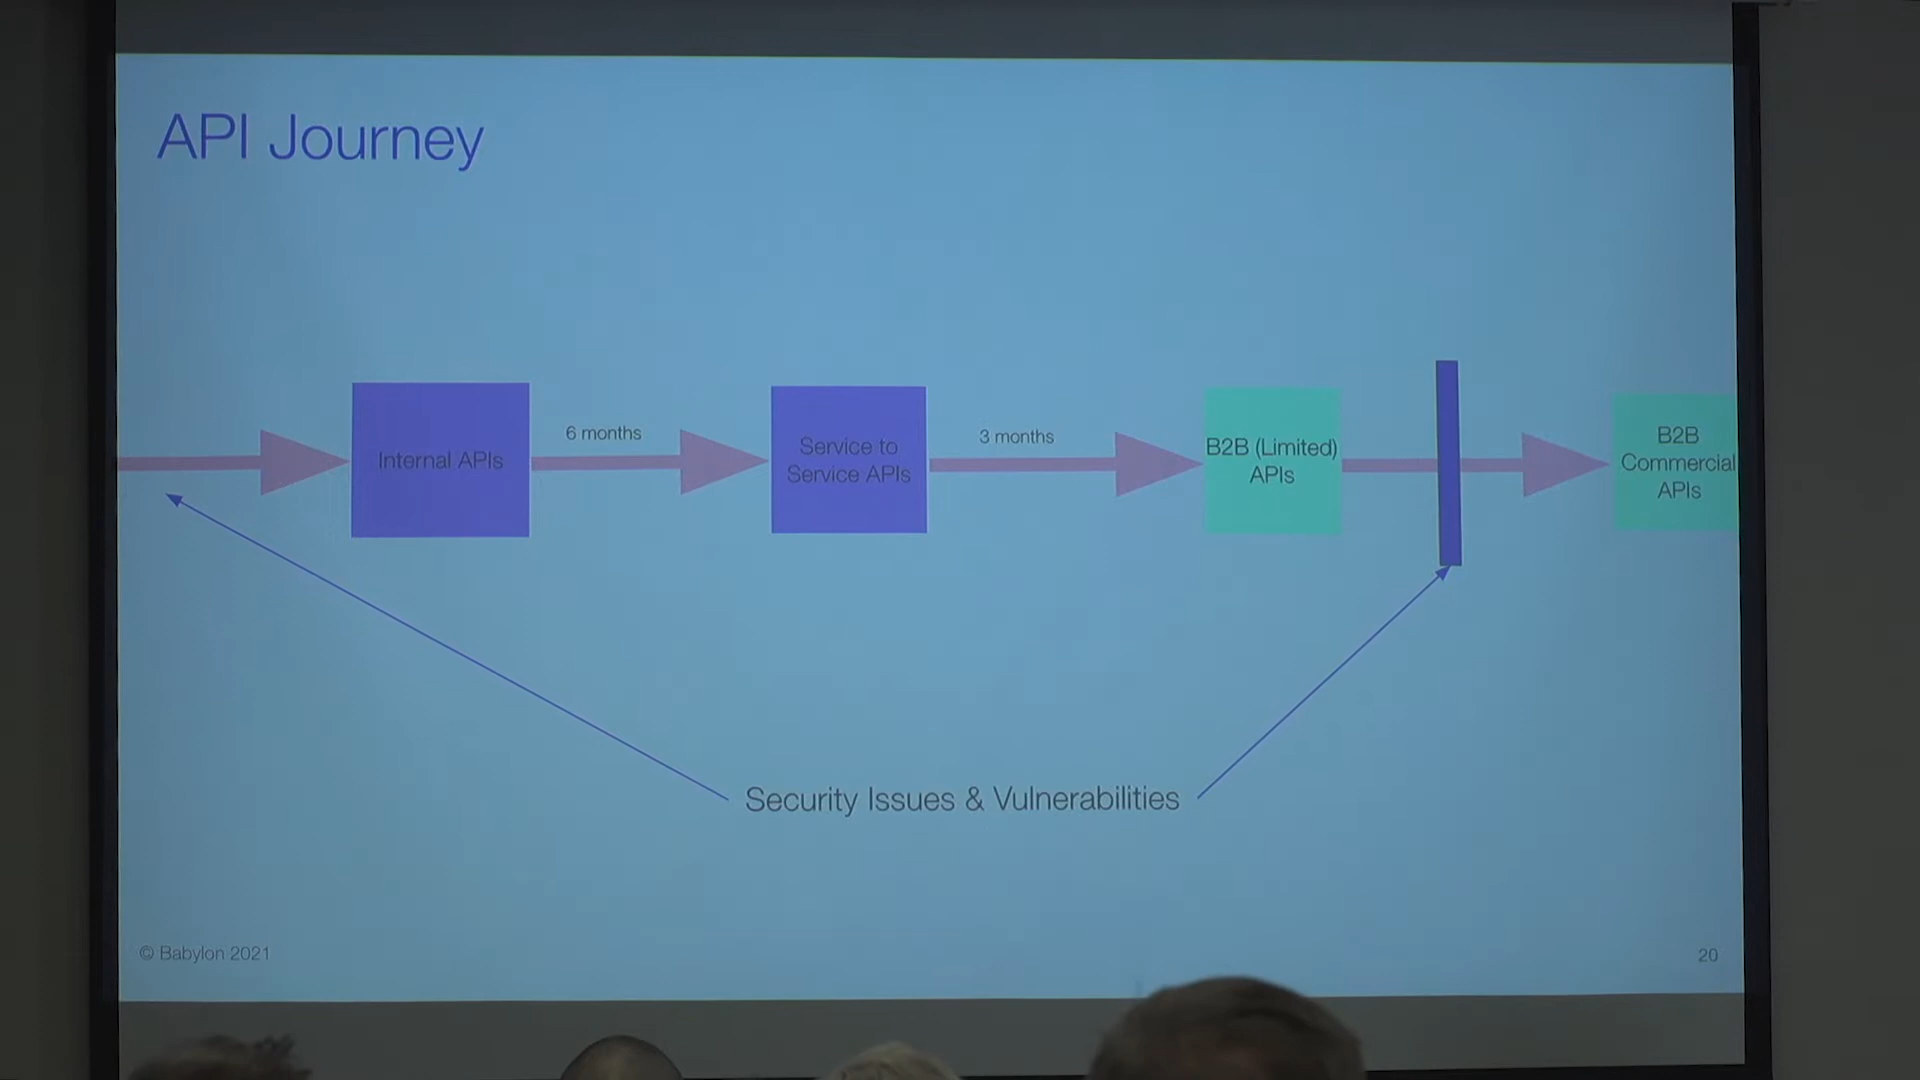 API Journey
Internal APIs
6 months
Service to
Service APIs
3 months
B2B (Limited)
APIs
B2B
Commercial
APIs
Security Issues & Vulnerabilities
© Babylon 2021
20